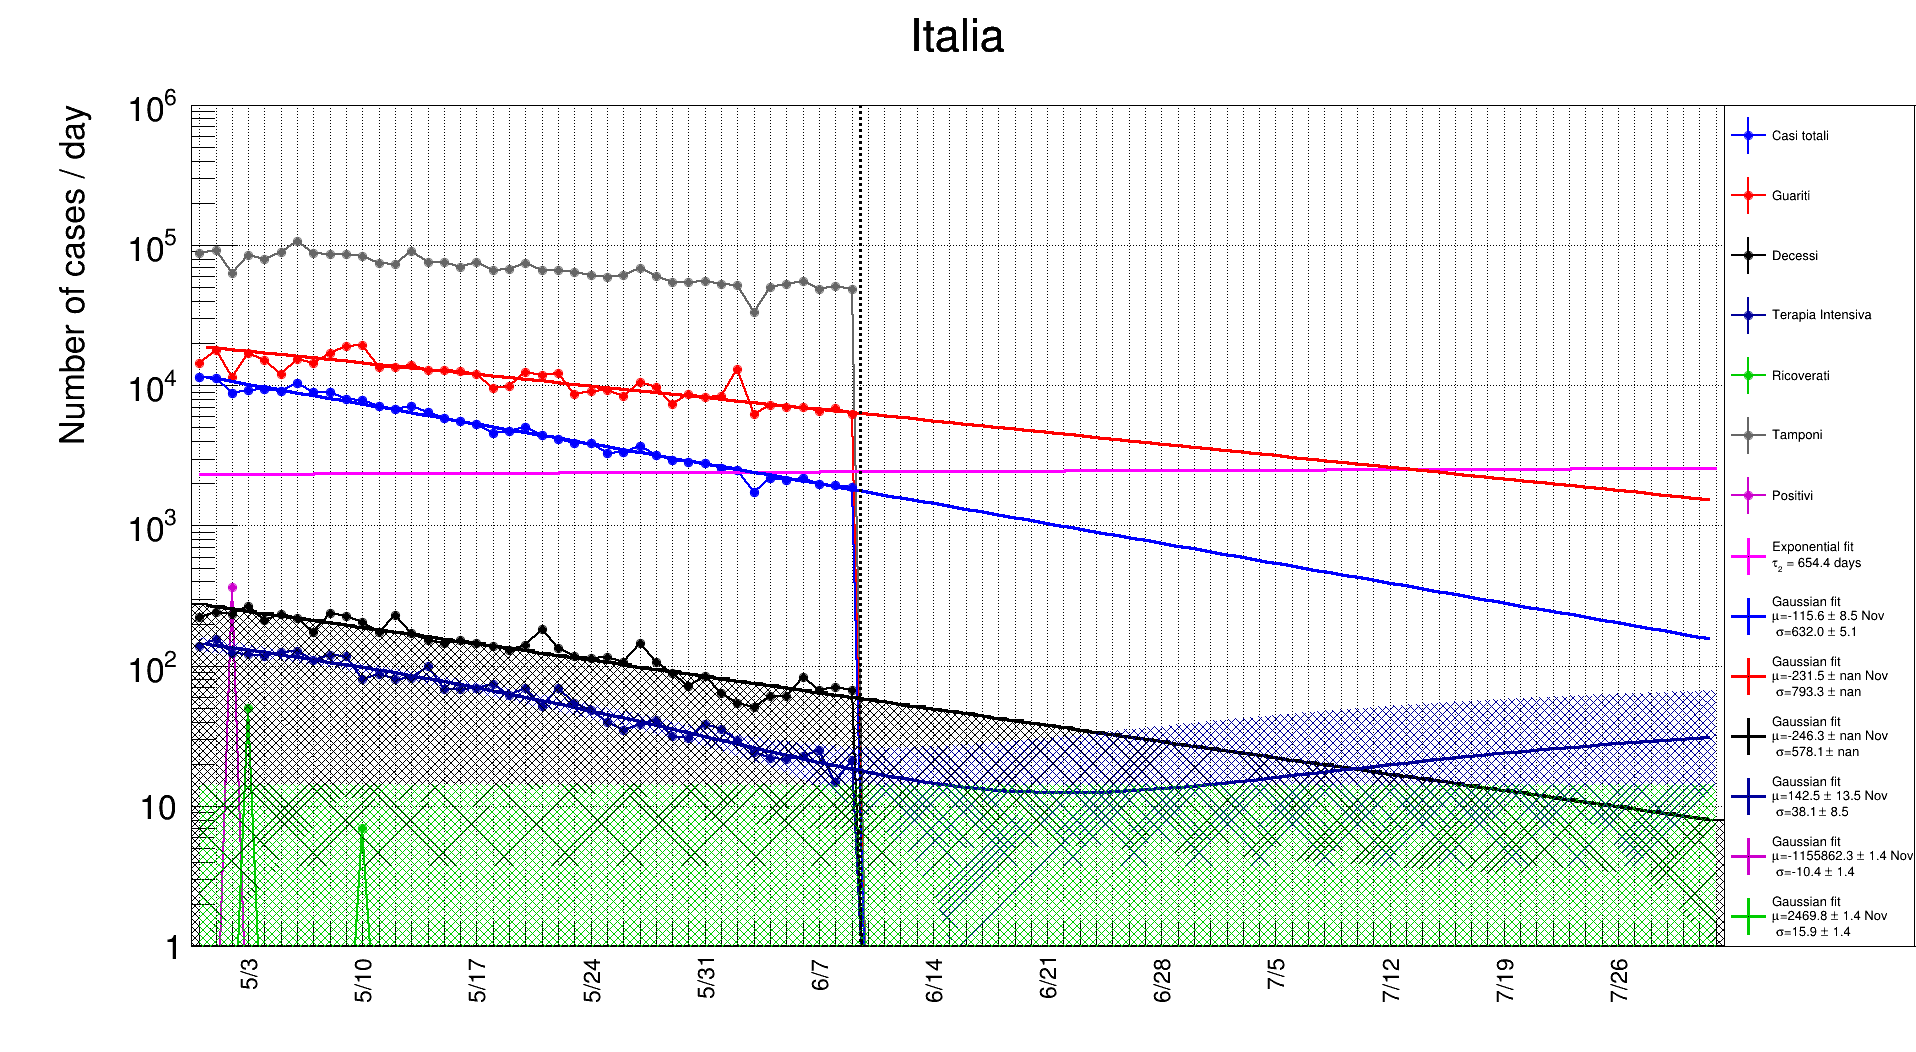 Italia
Number of cases / day
10^6
10^5
10^4
10^3
10^2
10
1
5/3
5/10
5/17
5/24
5/31
6/7
6/14
6/21
6/28
7/5
7/12
7/19
7/26
Casi totali
Guariti
Decessi
Terapia Intensiva
Ricoverati
Tamponi
Positivi
Exponential fit
τ₂ = 654.4 days
Gaussian fit
μ=-115.6 ± 8.5 Nov
σ=632.0 ± 5.1
Gaussian fit
μ=-231.5 ± nan Nov
σ=793.3 ± nan
Gaussian fit
μ=-246.3 ± nan Nov
σ=578.1 ± nan
Gaussian fit
μ=142.5 ± 13.5 Nov
σ=38.1 ± 8.5
Gaussian fit
μ=-1155862.3 ± 1.4 Nov
σ=-10.4 ± 1.4
Gaussian fit
μ=2469.8 ± 1.4 Nov
σ=15.9 ± 1.4